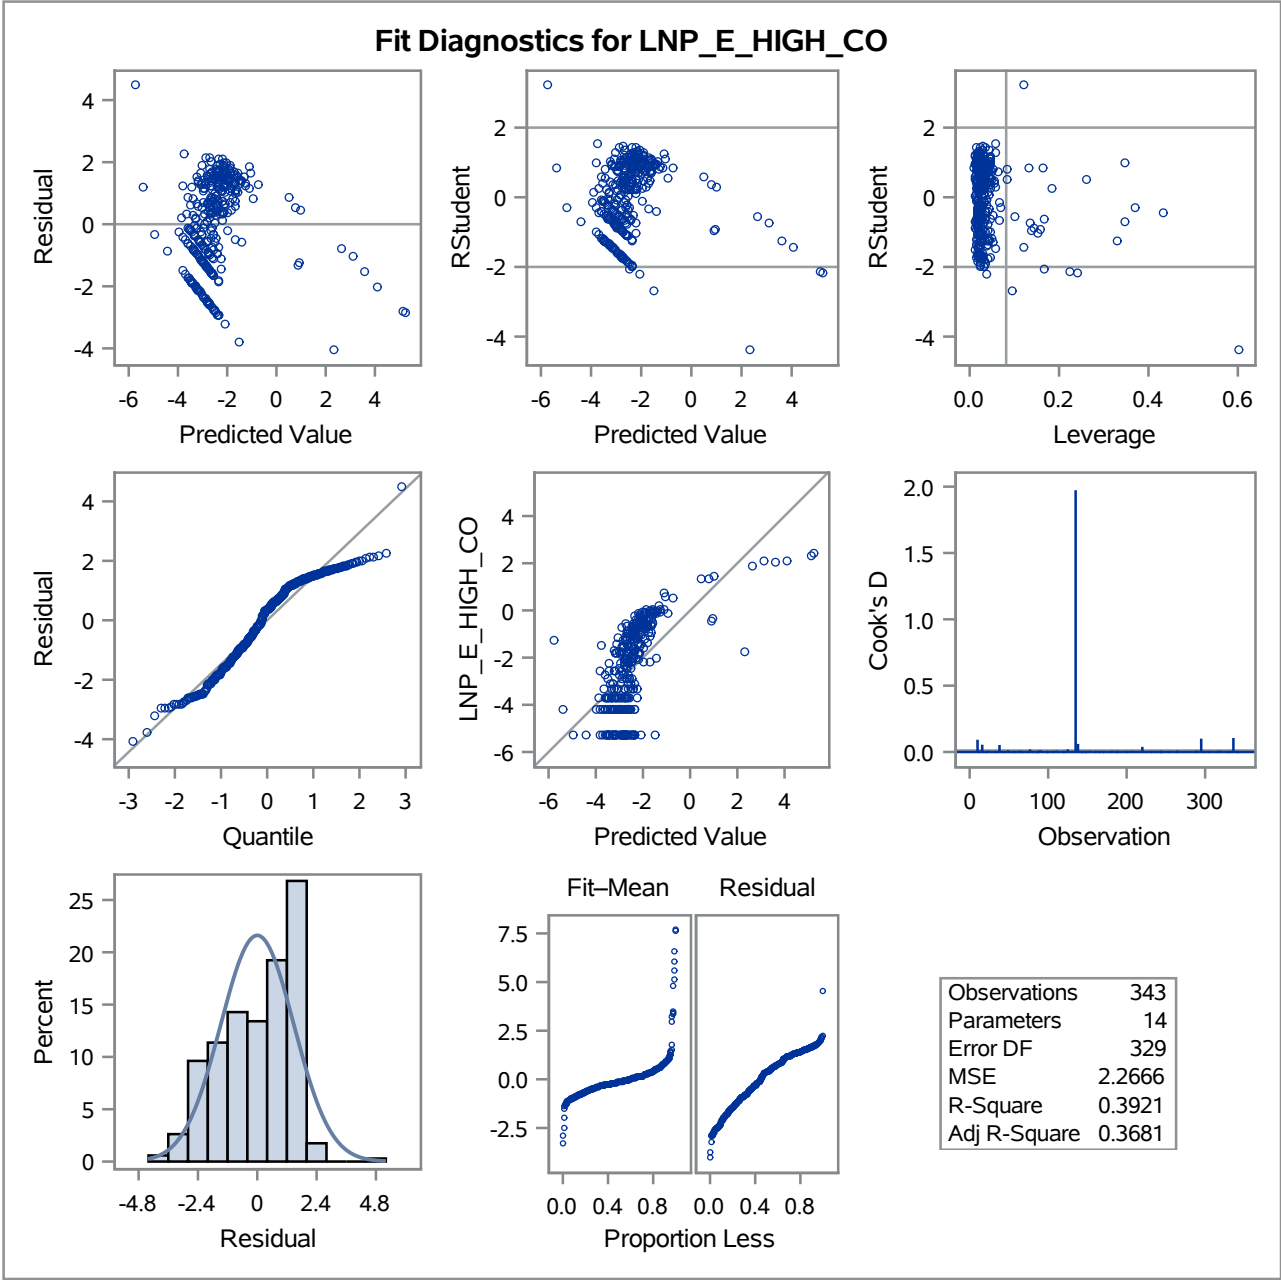 Fit Diagnostics for LNP_E_HIGH_CO
4
2
0
-2
-4
Residual
-6 -4 -2 0 2 4
Predicted Value
2
0
-2
-4
RStudent
-6 -4 -2 0 2 4
Predicted Value
2
0
-2
-4
RStudent
0.0 0.2 0.4 0.6
Leverage
4
2
0
-2
-4
Residual
-3 -2 -1 0 1 2 3
Quantile
4
2
0
-2
-4
-6
LNP_E_HIGH_CO
-6 -4 -2 0 2 4
Predicted Value
2.0
1.5
1.0
0.5
0.0
Cook's D
0 100 200 300
Observation
25
20
15
10
5
0
Percent
-4.8 -2.4 0 2.4 4.8
Residual
Fit–Mean Residual
7.5
5.0
2.5
0.0
-2.5
0.0 0.4 0.8 0.0 0.4 0.8
Proportion Less
Observations 343
Parameters 14
Error DF 329
MSE 2.2666
R-Square 0.3921
Adj R-Square 0.3681